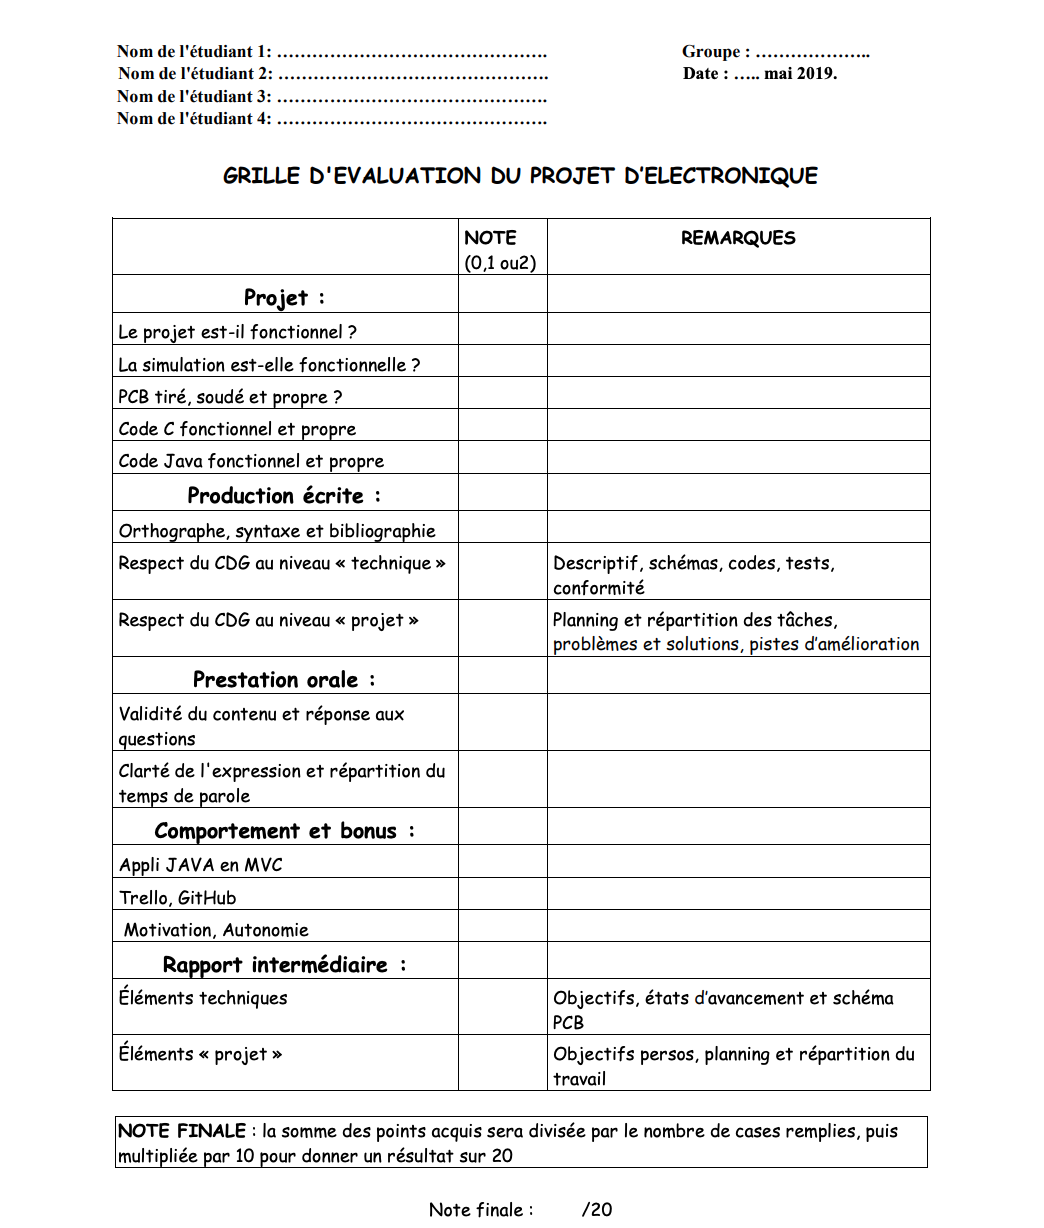 Nom de l'étudiant 1: ……………………………………….
Groupe : ………………..
Nom de l'étudiant 2: ……………………………………….
Date : ….. mai 2019.
Nom de l'étudiant 3: ……………………………………….
Nom de l'étudiant 4: ……………………………………….
GRILLE D'EVALUATION DU PROJET D’ELECTRONIQUE
NOTE
(0,1 ou2)
REMARQUES
Projet :
Le projet est-il fonctionnel ?
La simulation est-elle fonctionnelle ?
PCB tiré, soudé et propre ?
Code C fonctionnel et propre
Code Java fonctionnel et propre
Production écrite :
Orthographe, syntaxe et bibliographie
Respect du CDG au niveau « technique »
Descriptif, schémas, codes, tests,
conformité
Respect du CDG au niveau « projet »
Planning et répartition des tâches,
problèmes et solutions, pistes d’amélioration
Prestation orale :
Validité du contenu et réponse aux
questions
Clarté de l'expression et répartition du
temps de parole
Comportement et bonus :
Appli JAVA en MVC
Trello, GitHub
Motivation, Autonomie
Rapport intermédiaire :
Éléments techniques
Objectifs, états d’avancement et schéma
PCB
Éléments « projet »
Objectifs persos, planning et répartition du
travail
NOTE FINALE : la somme des points acquis sera divisée par le nombre de cases remplies, puis
multipliée par 10 pour donner un résultat sur 20
Note finale : /20